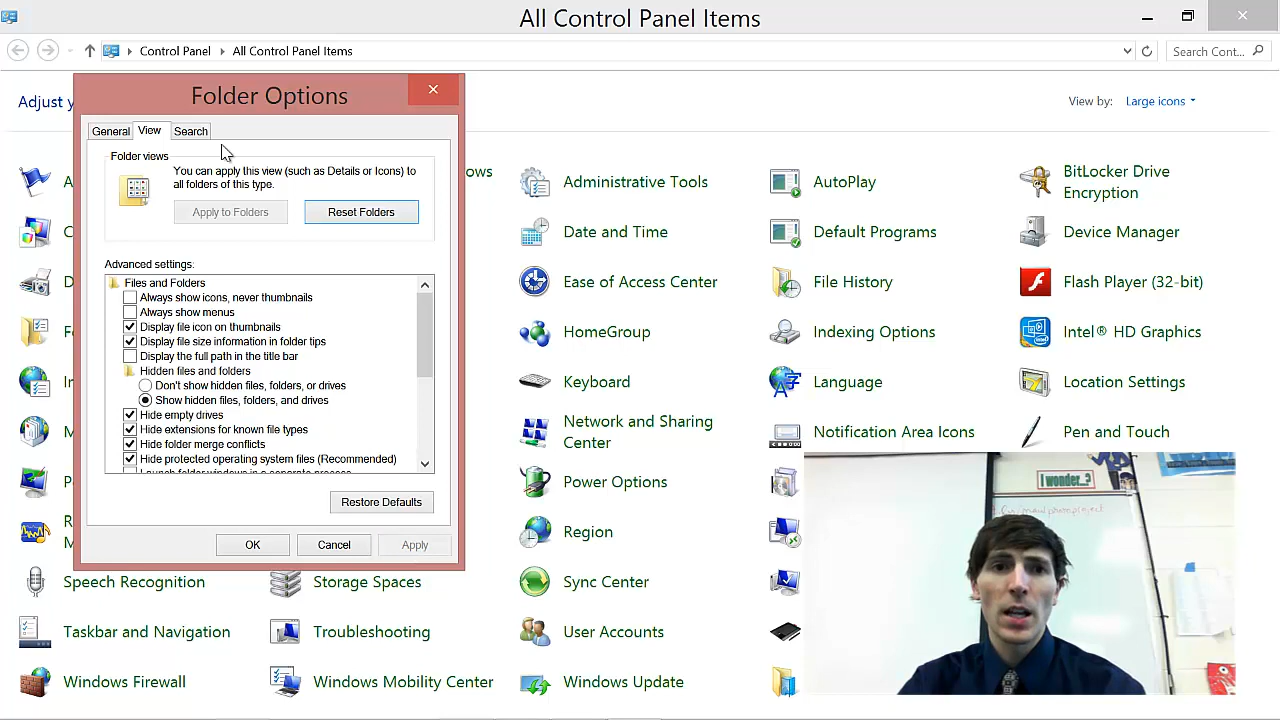 All Control Panel Items
Control Panel
All Control Panel Items
Search Cont...
Adjust y
View by:
Large icons
Folder Options
General
View
Search
Folder views
You can apply this view (such as Details or Icons) to
all folders of this type.
Apply to Folders
Reset Folders
Advanced settings:
Files and Folders
Always show icons, never thumbnails
Always show menus
Display file icon on thumbnails
Display file size information in folder tips
Display the full path in the title bar
Hidden files and folders
Don't show hidden files, folders, or drives
Show hidden files, folders, and drives
Hide empty drives
Hide extensions for known file types
Hide folder merge conflicts
Hide protected operating system files (Recommended)
Launch folder windows in a separate process
Restore Defaults
OK
Cancel
Apply
A
ows
Administrative Tools
AutoPlay
BitLocker Drive
Encryption
C
Date and Time
Default Programs
Device Manager
D
Ease of Access Center
File History
Flash Player (32-bit)
Fo
HomeGroup
Indexing Options
Intel® HD Graphics
In
Keyboard
Language
Location Settings
M
Network and Sharing
Center
Notification Area Icons
Pen and Touch
P
Power Options
R
M
Region
Speech Recognition
Storage Spaces
Sync Center
Taskbar and Navigation
Troubleshooting
User Accounts
Windows Firewall
Windows Mobility Center
Windows Update
I wonder...?